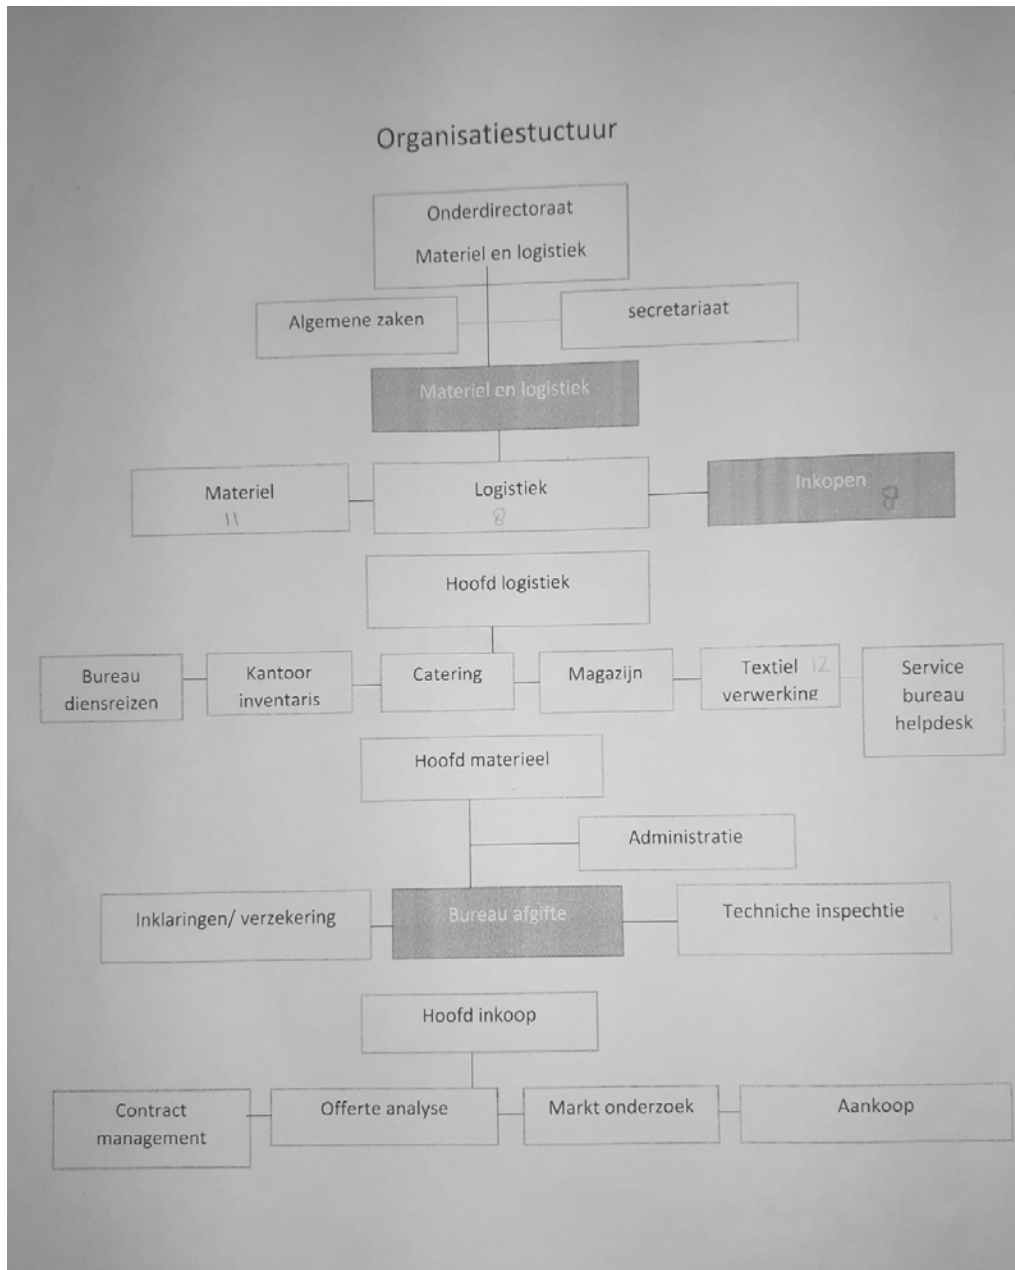 Organisatiestuctuur
Onderdirectoraat
Materiel en logistiek
Algemene zaken
secretariaat
Materiel en logistiek
Materiel
11
Logistiek
8
Inkopen
8
Hoofd logistiek
Bureau
diensreizen
Kantoor
inventaris
Catering
Magazijn
Textiel 12
verwerking
Service
bureau
helpdesk
Hoofd materieel
Administratie
Inklaringen/ verzekering
Bureau afgifte
Techniche inspechtie
Hoofd inkoop
Contract
management
Offerte analyse
Markt onderzoek
Aankoop